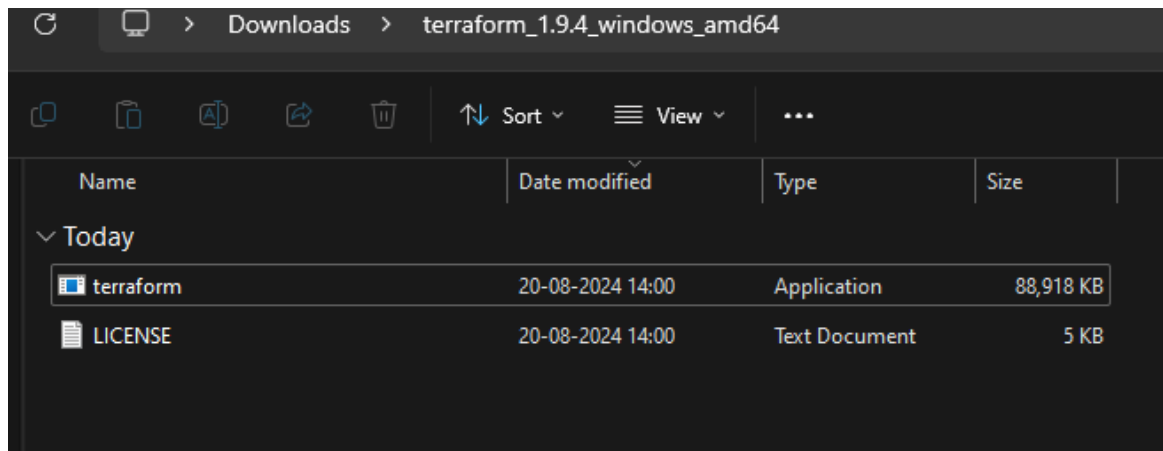 Downloads > terraform_1.9.4_windows_amd64
Sort View ...
Name Date modified Type Size
Today
terraform 20-08-2024 14:00 Application 88,918 KB
LICENSE 20-08-2024 14:00 Text Document 5 KB